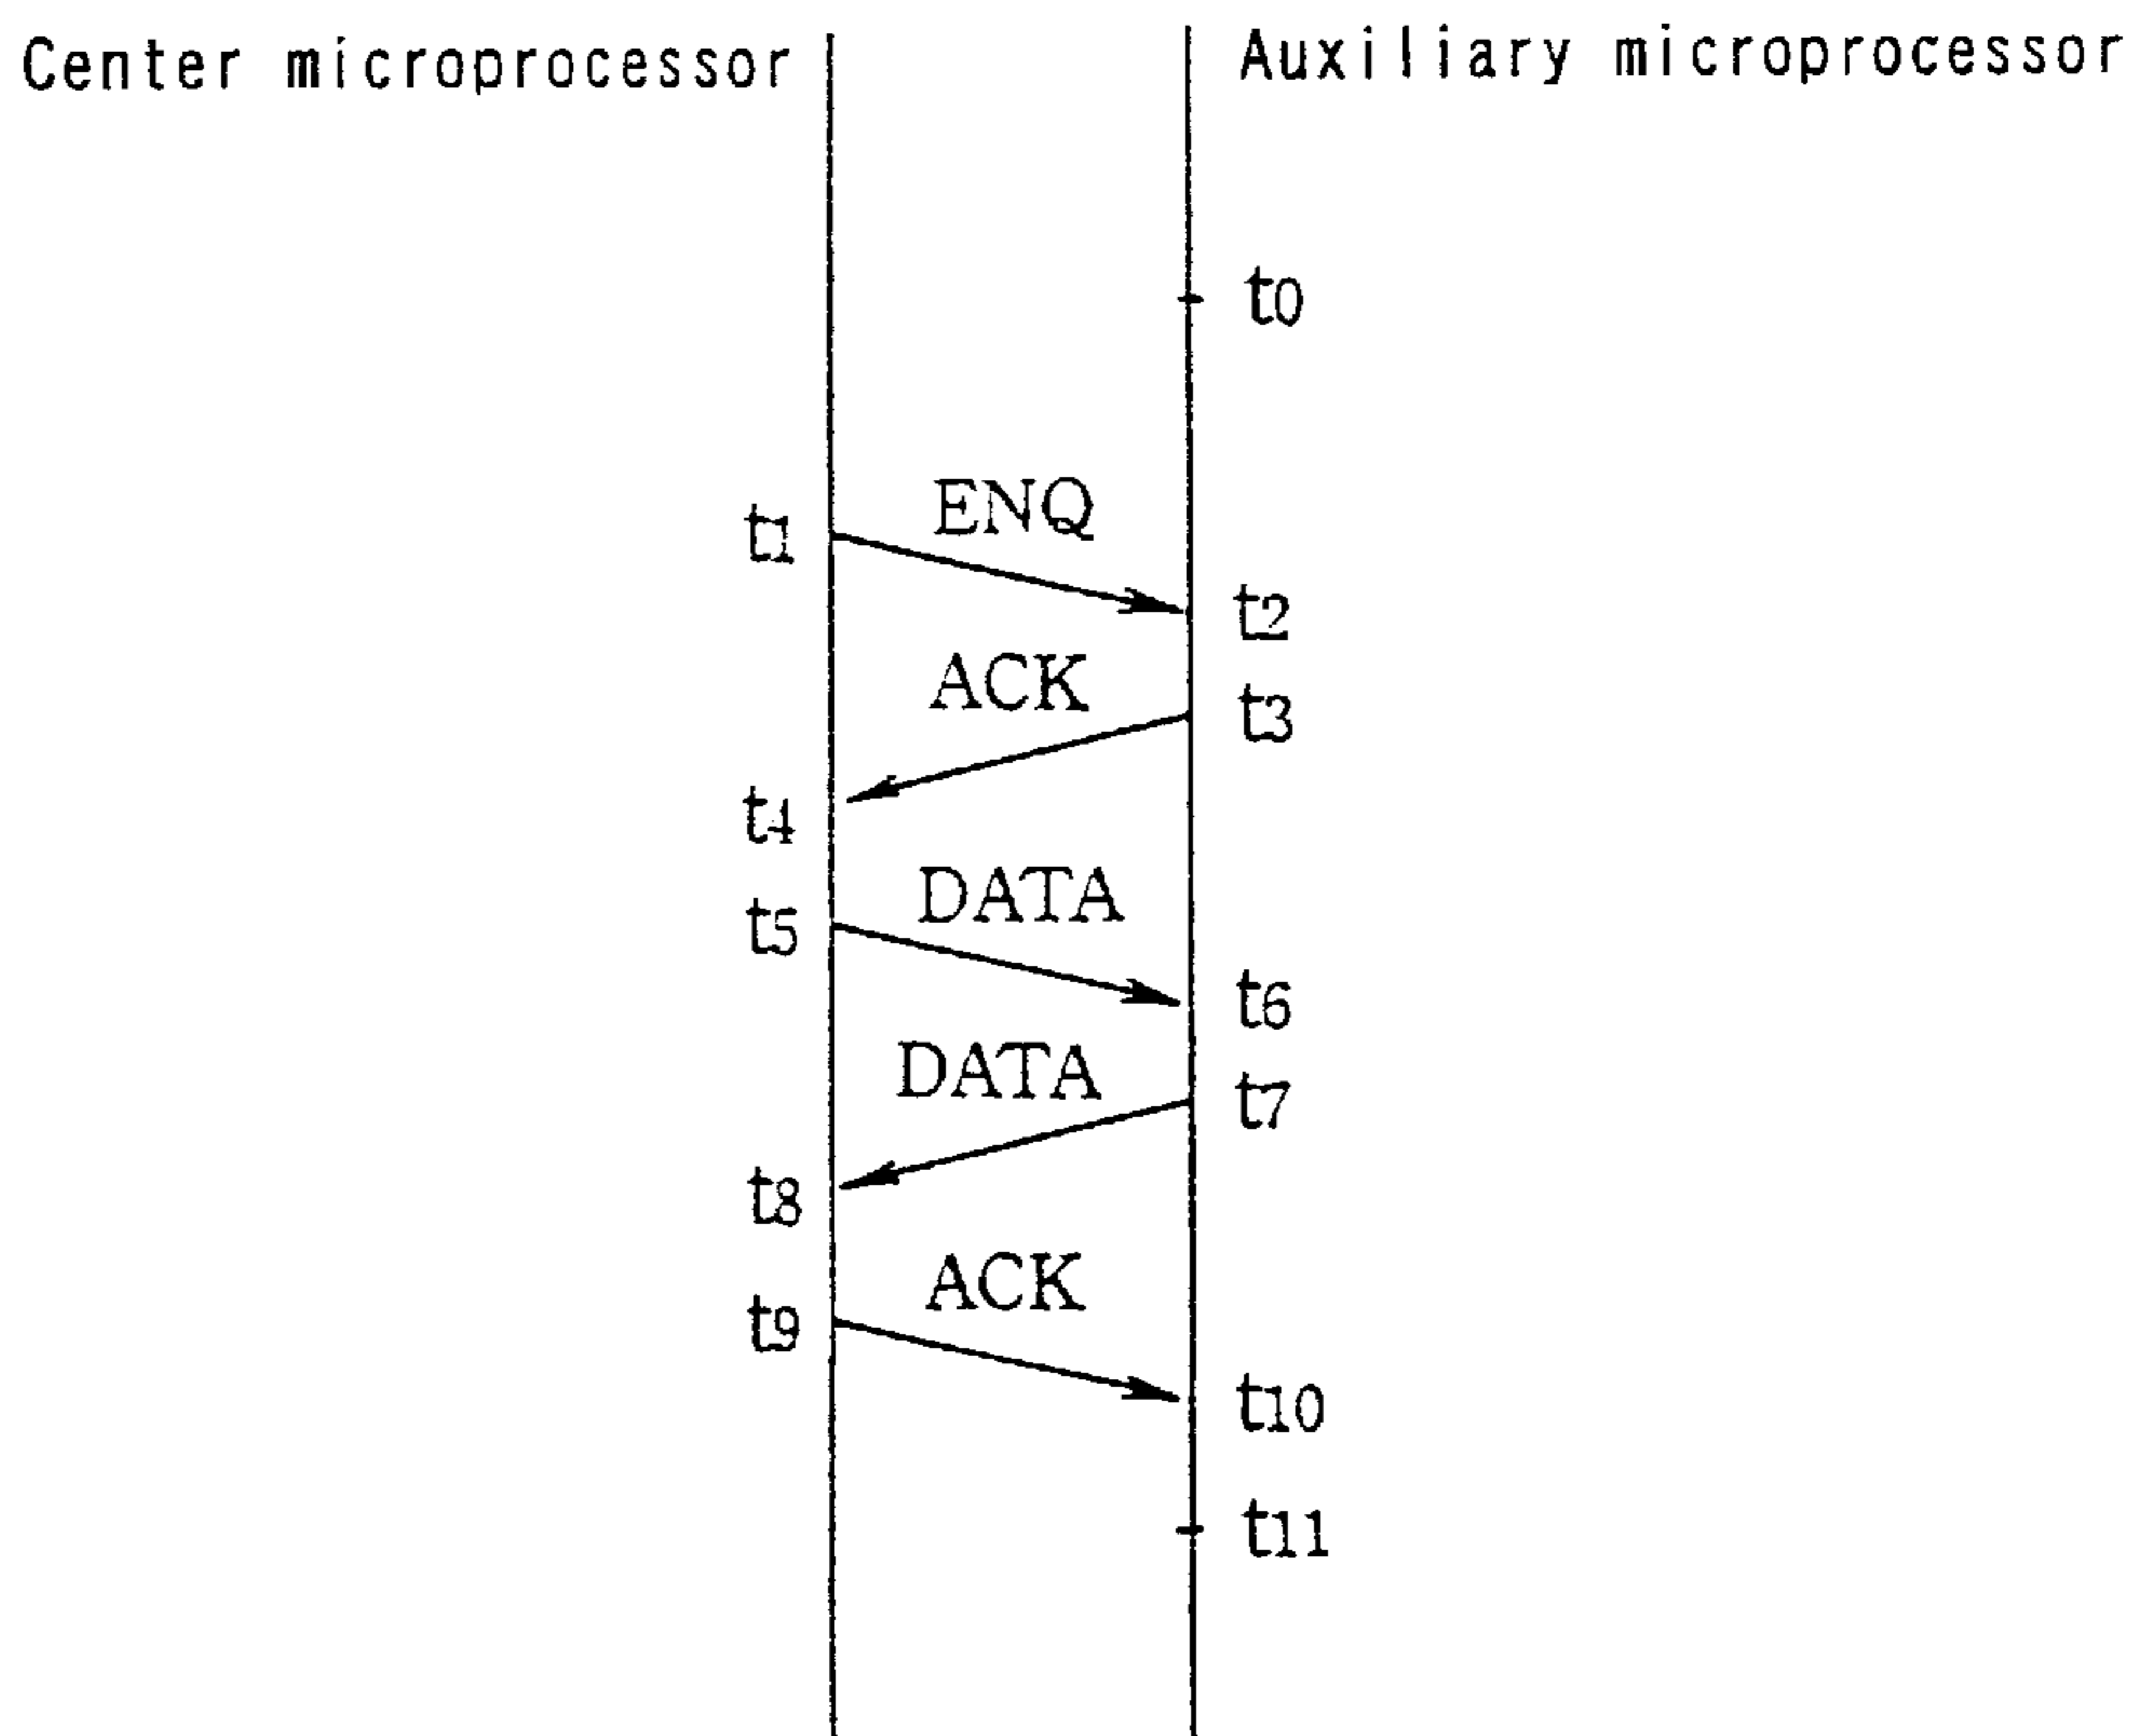 Center microprocessor
Auxiliary microprocessor
t0
ENQ
t1
t2
ACK
t3
t4
DATA
t5
t6
DATA
t7
t8
ACK
t9
t10
t11